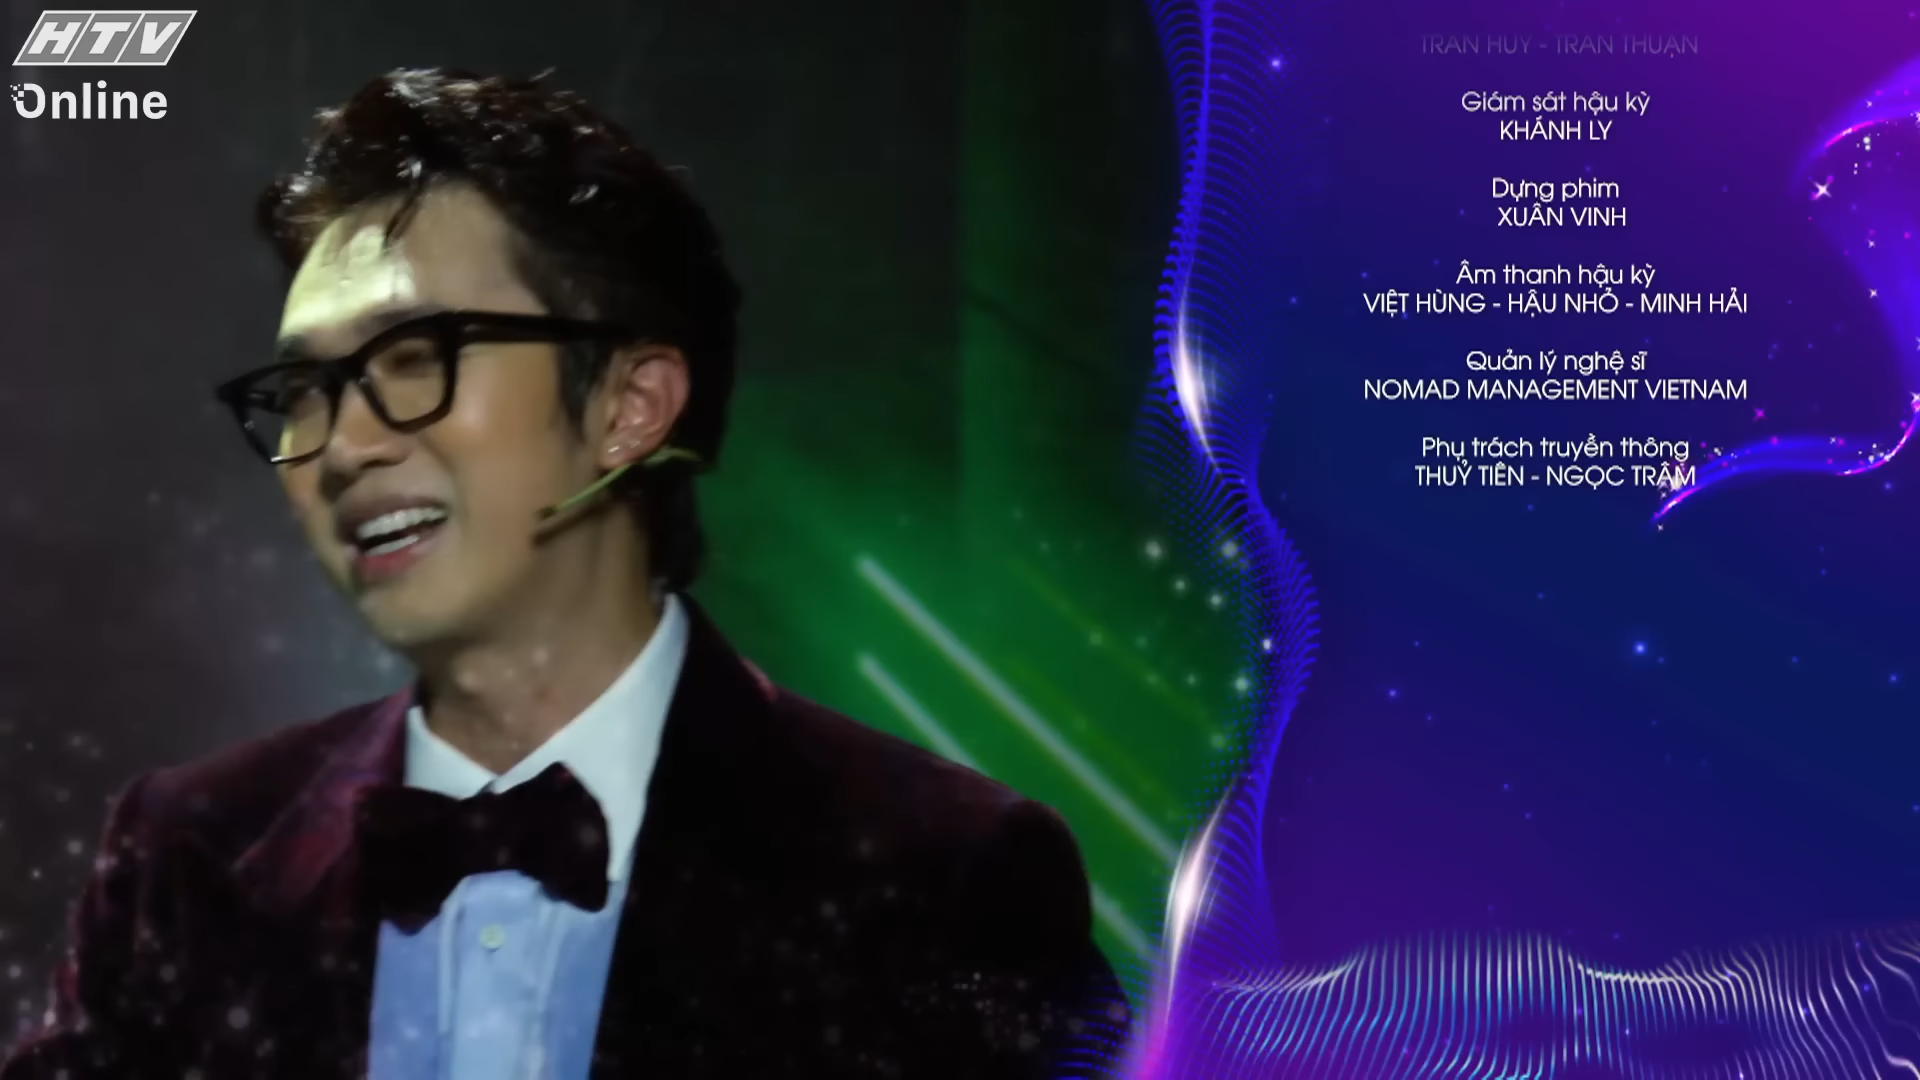 HTV
Online
TRẦN HUY - TRẦN THUẬN
Giám sát hậu kỳ
KHÁNH LY
Dựng phim
XUÂN VINH
Âm thanh hậu kỳ
VIỆT HÙNG - HẬU NHỎ - MINH HẢI
Quản lý nghệ sĩ
NOMAD MANAGEMENT VIETNAM
Phụ trách truyền thông
THUỶ TIÊN - NGỌC TRÂM